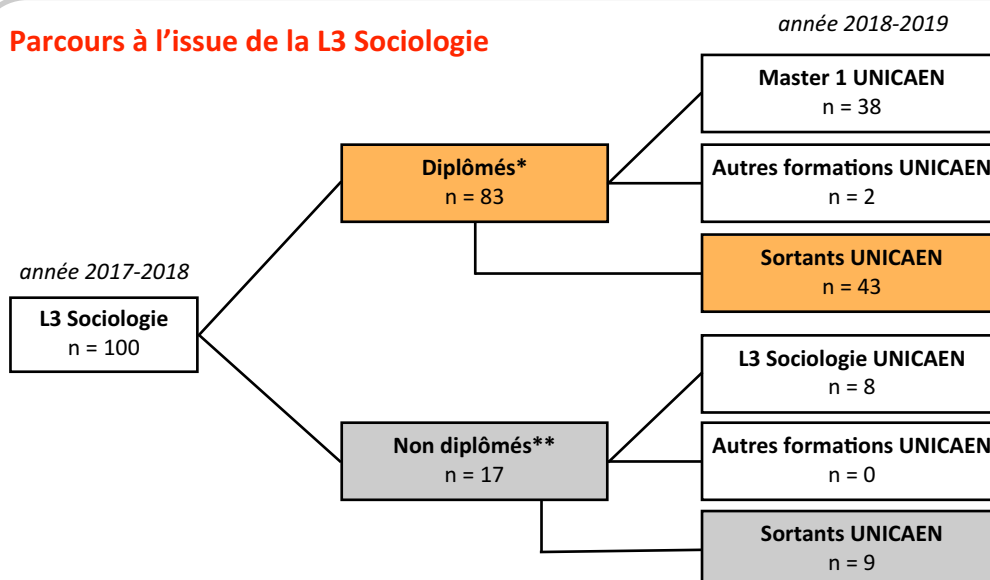 Parcours à l’issue de la L3 Sociologie
année 2018-2019
Master 1 UNICAEN
n = 38
Diplômés*
n = 83
Autres formations UNICAEN
n = 2
Sortants UNICAEN
n = 43
année 2017-2018
L3 Sociologie
n = 100
L3 Sociologie UNICAEN
n = 8
Non diplômés**
n = 17
Autres formations UNICAEN
n = 0
Sortants UNICAEN
n = 9